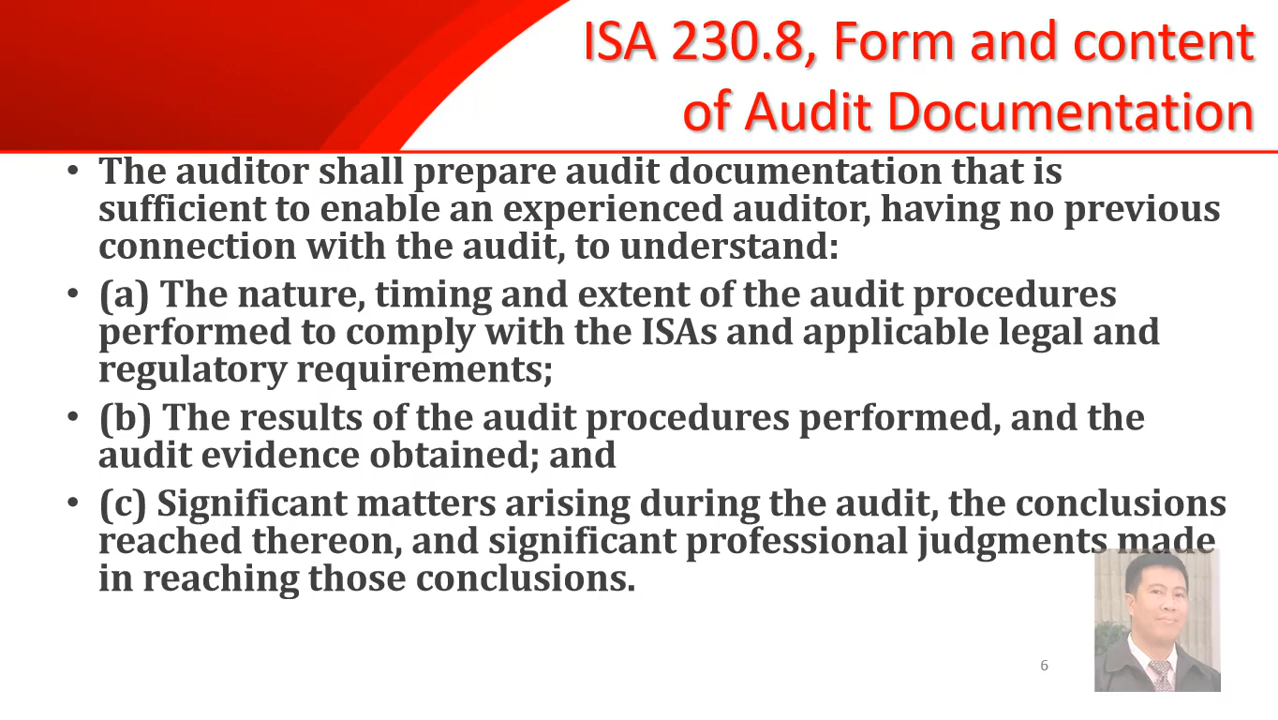 ISA 230.8, Form and content
of Audit Documentation
• The auditor shall prepare audit documentation that is
sufficient to enable an experienced auditor, having no previous
connection with the audit, to understand:
• (a) The nature, timing and extent of the audit procedures
performed to comply with the ISAs and applicable legal and
regulatory requirements;
• (b) The results of the audit procedures performed, and the
audit evidence obtained; and
• (c) Significant matters arising during the audit, the conclusions
reached thereon, and significant professional judgments made
in reaching those conclusions.
6